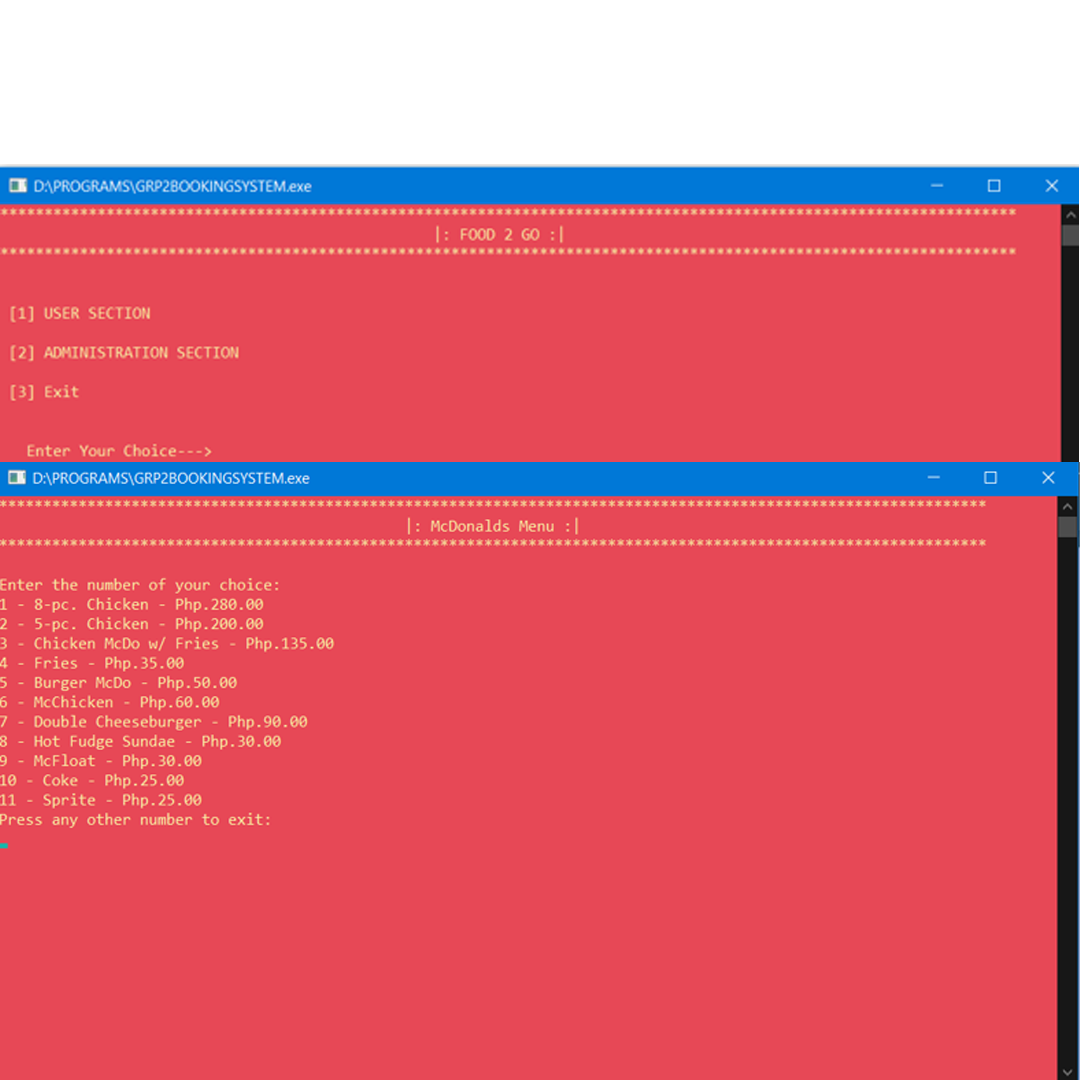 D:\PROGRAMS\GRP2BOOKINGSYSTEM.exe
********************************************************************************************************************
|: FOOD 2 GO :|
********************************************************************************************************************
[1] USER SECTION
[2] ADMINISTRATION SECTION
[3] Exit
Enter Your Choice--->
D:\PROGRAMS\GRP2BOOKINGSYSTEM.exe
********************************************************************************************************************
|: McDonalds Menu :|
********************************************************************************************************************
Enter the number of your choice:
1 - 8-pc. Chicken - Php.280.00
2 - 5-pc. Chicken - Php.200.00
3 - Chicken McDo w/ Fries - Php.135.00
4 - Fries - Php.35.00
5 - Burger McDo - Php.50.00
6 - McChicken - Php.60.00
7 - Double Cheeseburger - Php.90.00
8 - Hot Fudge Sundae - Php.30.00
9 - McFloat - Php.30.00
10 - Coke - Php.25.00
11 - Sprite - Php.25.00
Press any other number to exit: